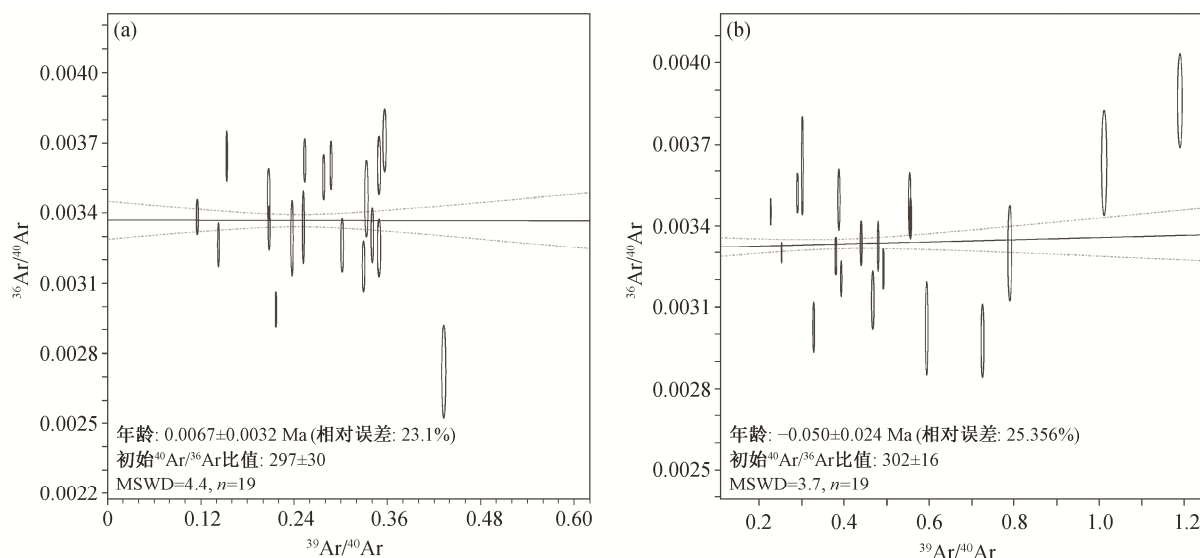 (a)
0.0040
0.0037
0.0034
0.0031
0.0028
0.0025
0.0022
³⁶Ar/⁴⁰Ar
年龄: 0.0067±0.0032 Ma (相对误差: 23.1%)
初始⁴⁰Ar/³⁶Ar比值: 297±30
MSWD=4.4, n=19
0 0.12 0.24 0.36 0.48 0.60
³⁹Ar/⁴⁰Ar
(b)
0.0040
0.0037
0.0034
0.0031
0.0028
0.0025
³⁶Ar/⁴⁰Ar
年龄: −0.050±0.024 Ma (相对误差: 25.356%)
初始⁴⁰Ar/³⁶Ar比值: 302±16
MSWD=3.7, n=19
0.2 0.4 0.6 0.8 1.0 1.2
³⁹Ar/⁴⁰Ar